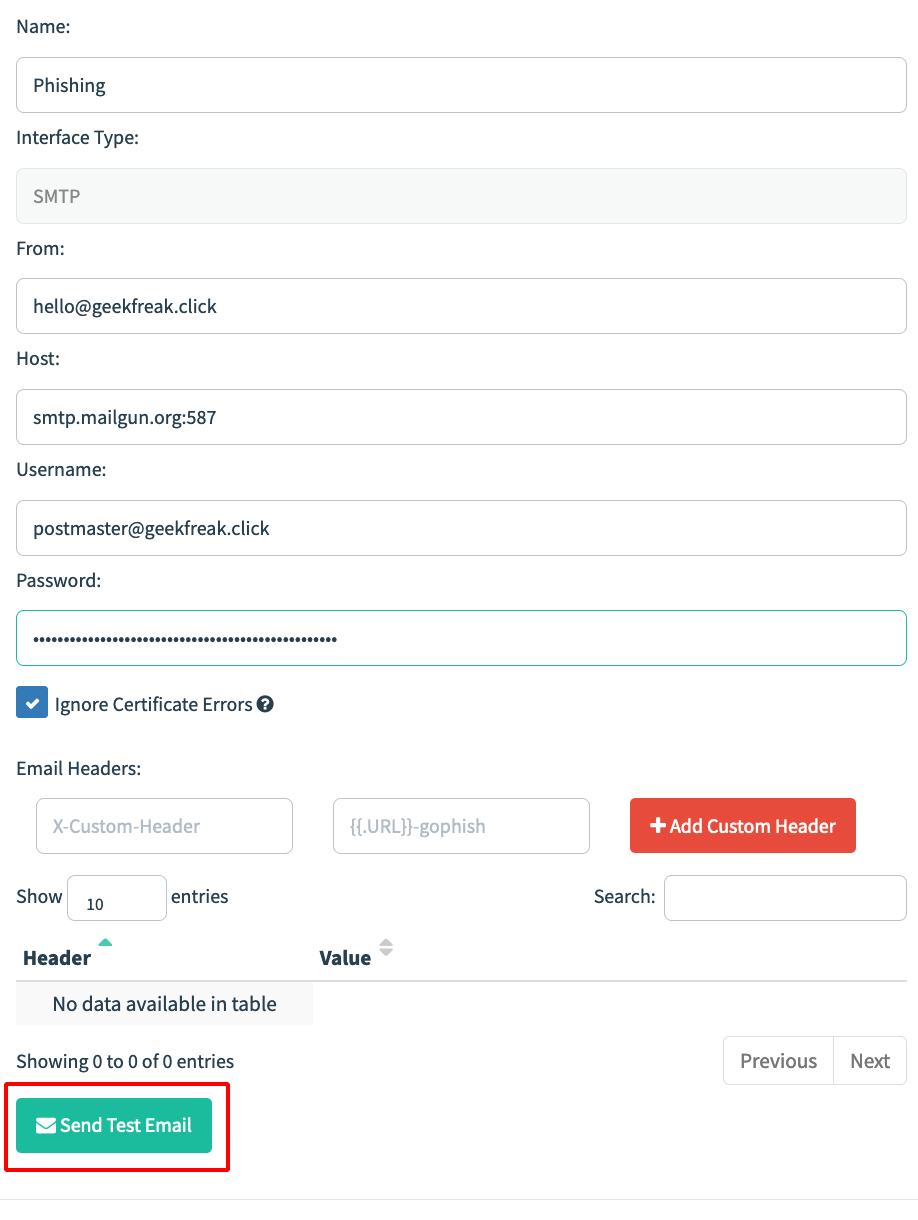 Name:
Phishing
Interface Type:
SMTP
From:
hello@geekfreak.click
Host:
smtp.mailgun.org:587
Username:
postmaster@geekfreak.click
Password:
••••••••••••••••••••••••••••••••••••••••••••••••••
Ignore Certificate Errors
Email Headers:
X-Custom-Header {{.URL}}-gophish Add Custom Header
Show 10 entries Search:
Header Value
No data available in table
Showing 0 to 0 of 0 entries Previous Next
Send Test Email